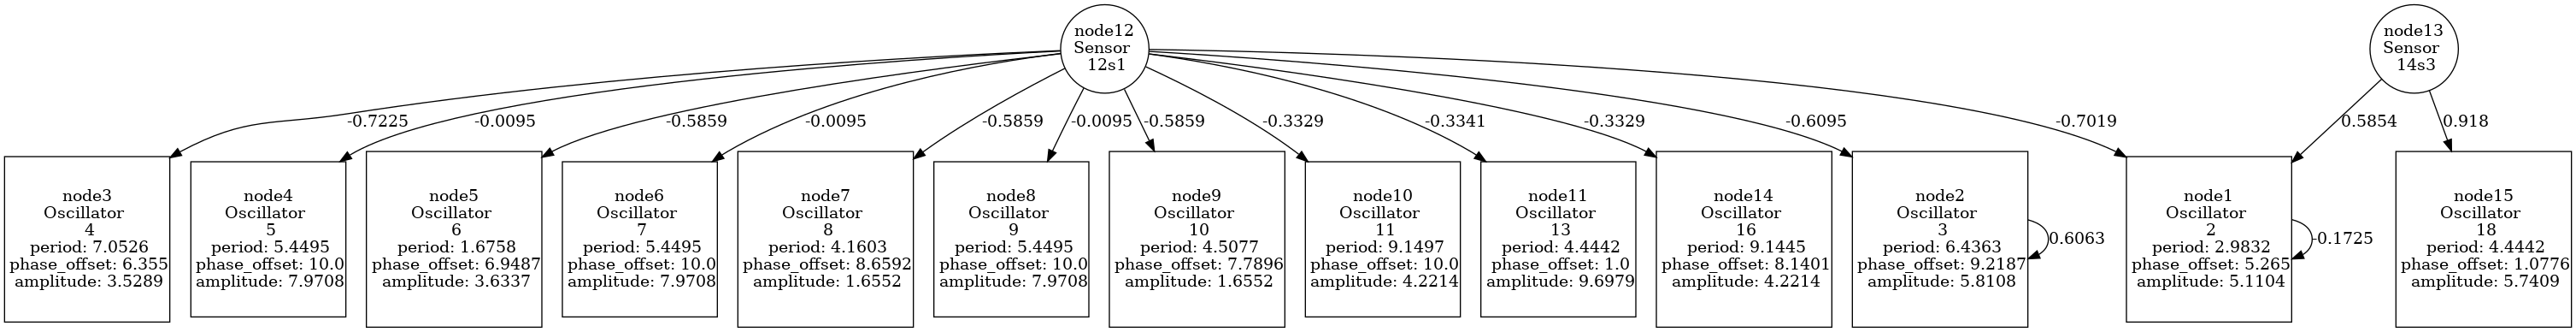 node12
Sensor
12s1
node13
Sensor
14s3
-0.7225
-0.0095
-0.5859
-0.0095
-0.5859
-0.0095
-0.5859
-0.3329
-0.3341
-0.3329
-0.6095
-0.7019
0.5854
0.918
node3
Oscillator
4
period: 7.0526
phase_offset: 6.355
amplitude: 3.5289
node4
Oscillator
5
period: 5.4495
phase_offset: 10.0
amplitude: 7.9708
node5
Oscillator
6
period: 1.6758
phase_offset: 6.9487
amplitude: 3.6337
node6
Oscillator
7
period: 5.4495
phase_offset: 10.0
amplitude: 7.9708
node7
Oscillator
8
period: 4.1603
phase_offset: 8.6592
amplitude: 1.6552
node8
Oscillator
9
period: 5.4495
phase_offset: 10.0
amplitude: 7.9708
node9
Oscillator
10
period: 4.5077
phase_offset: 7.7896
amplitude: 1.6552
node10
Oscillator
11
period: 9.1497
phase_offset: 10.0
amplitude: 4.2214
node11
Oscillator
13
period: 4.4442
phase_offset: 1.0
amplitude: 9.6979
node14
Oscillator
16
period: 9.1445
phase_offset: 8.1401
amplitude: 4.2214
node2
Oscillator
3
period: 6.4363
phase_offset: 9.2187
amplitude: 5.8108
0.6063
node1
Oscillator
2
period: 2.9832
phase_offset: 5.265
amplitude: 5.1104
-0.1725
node15
Oscillator
18
period: 4.4442
phase_offset: 1.0776
amplitude: 5.7409